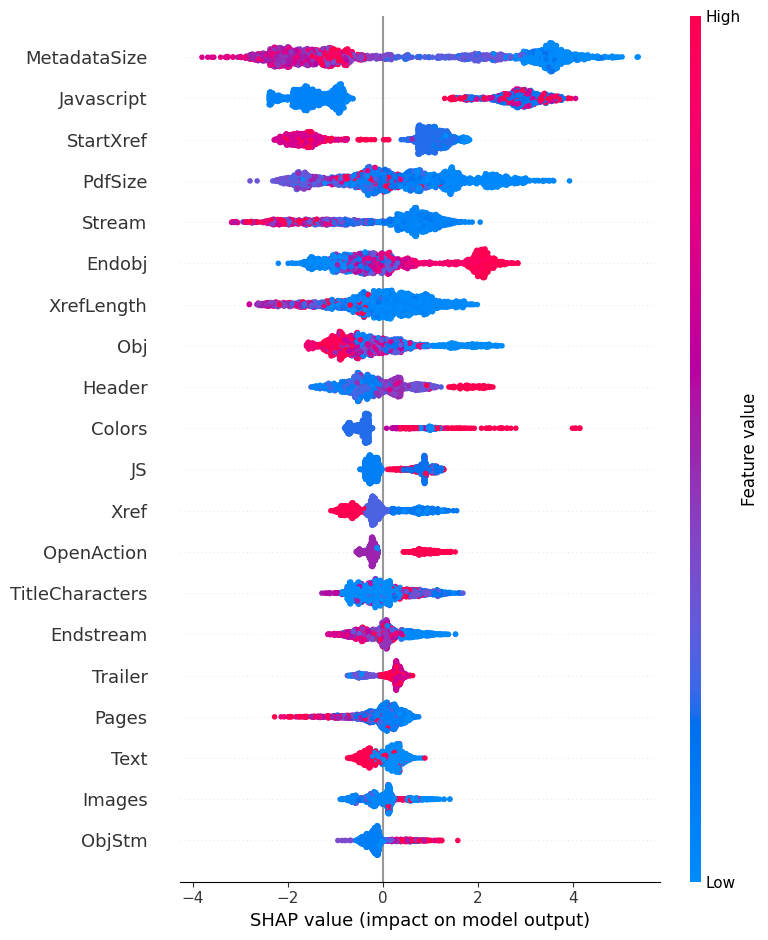 High
MetadataSize
Javascript
StartXref
PdfSize
Stream
Endobj
XrefLength
Obj
Header
Colors
JS
Xref
OpenAction
TitleCharacters
Endstream
Trailer
Pages
Text
Images
ObjStm
Feature value
Low
−4 −2 0 2 4
SHAP value (impact on model output)